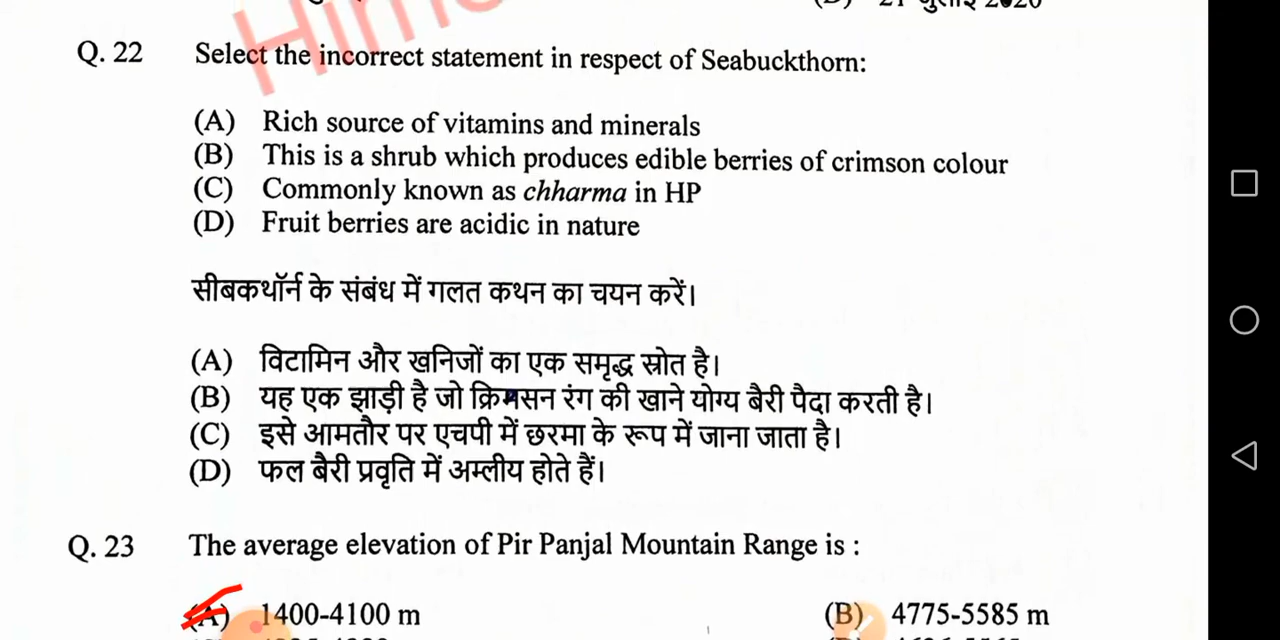 Q. 22 Select the incorrect statement in respect of Seabuckthorn:
(A) Rich source of vitamins and minerals
(B) This is a shrub which produces edible berries of crimson colour
(C) Commonly known as chharma in HP
(D) Fruit berries are acidic in nature
सीबकथॉर्न के संबंध में गलत कथन का चयन करें।
(A) विटामिन और खनिजों का एक समृद्ध स्रोत है।
(B) यह एक झाड़ी है जो क्रिमसन रंग की खाने योग्य बैरी पैदा करती है।
(C) इसे आमतौर पर एचपी में छरमा के रूप में जाना जाता है।
(D) फल बैरी प्रवृति में अम्लीय होते हैं।
Q. 23 The average elevation of Pir Panjal Mountain Range is :
(A) 1400-4100 m (B) 4775-5585 m